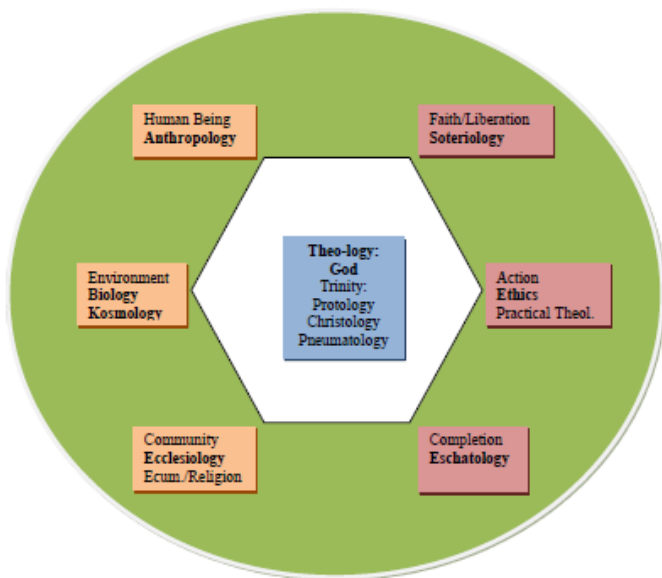 Human Being
Anthropology
Faith/Liberation
Soteriology
Theo-logy:
God
Trinity:
Protology
Christology
Pneumatology
Environment
Biology
Kosmology
Action
Ethics
Practical Theol.
Community
Ecclesiology
Ecum./Religion
Completion
Eschatology